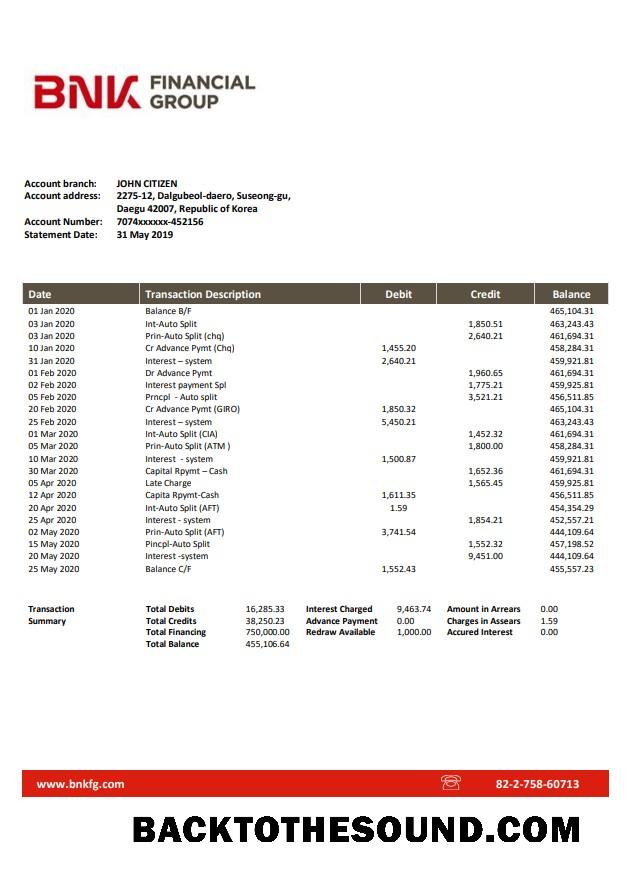 BNK FINANCIAL
GROUP
Account branch: JOHN CITIZEN
Account address: 2275-12, Dalgubeol-daero, Suseong-gu,
Daegu 42007, Republic of Korea
Account Number: 7074xxxxxx-452156
Statement Date: 31 May 2019
Date Transaction Description Debit Credit Balance
01 Jan 2020 Balance B/F 465,104.31
03 Jan 2020 Int-Auto Split 1,850.51 463,243.43
03 Jan 2020 Prin-Auto Split (chq) 2,640.21 461,694.31
10 Jan 2020 Cr Advance Pymt (Chq) 1,455.20 458,284.31
31 Jan 2020 Interest – system 2,640.21 459,921.81
01 Feb 2020 Dr Advance Pymt 1,960.65 461,694.31
02 Feb 2020 Interest payment Spl 1,775.21 459,925.81
05 Feb 2020 Prncpl - Auto split 3,521.21 456,511.85
20 Feb 2020 Cr Advance Pymt (GIRO) 1,850.32 465,104.31
25 Feb 2020 Interest – system 5,450.21 463,243.43
01 Mar 2020 Int-Auto Split (CIA) 1,452.32 461,694.31
05 Mar 2020 Prin-Auto Split (ATM ) 1,800.00 458,284.31
10 Mar 2020 Interest - system 1,500.87 459,921.81
30 Mar 2020 Capital Rpymt – Cash 1,652.36 461,694.31
05 Apr 2020 Late Charge 1,565.45 459,925.81
12 Apr 2020 Capita Rpymt-Cash 1,611.35 456,511.85
20 Apr 2020 Int-Auto Split (AFT) 1.59 454,354.29
25 Apr 2020 Interest - system 1,854.21 452,557.21
02 May 2020 Prin-Auto Split (AFT) 3,741.54 444,109.64
15 May 2020 Pincpl-Auto Split 1,552.32 457,198.52
20 May 2020 Interest -system 9,451.00 444,109.64
25 May 2020 Balance C/F 1,552.43 455,557.23
Transaction Total Debits 16,285.33 Interest Charged 9,463.74 Amount in Arrears 0.00
Summary Total Credits 38,250.23 Advance Payment 0.00 Charges in Assears 1.59
Total Financing 750,000.00 Redraw Available 1,000.00 Accured Interest 0.00
Total Balance 455,106.64
www.bnkfg.com 82-2-758-60713
BACKTOTHESOUND.COM